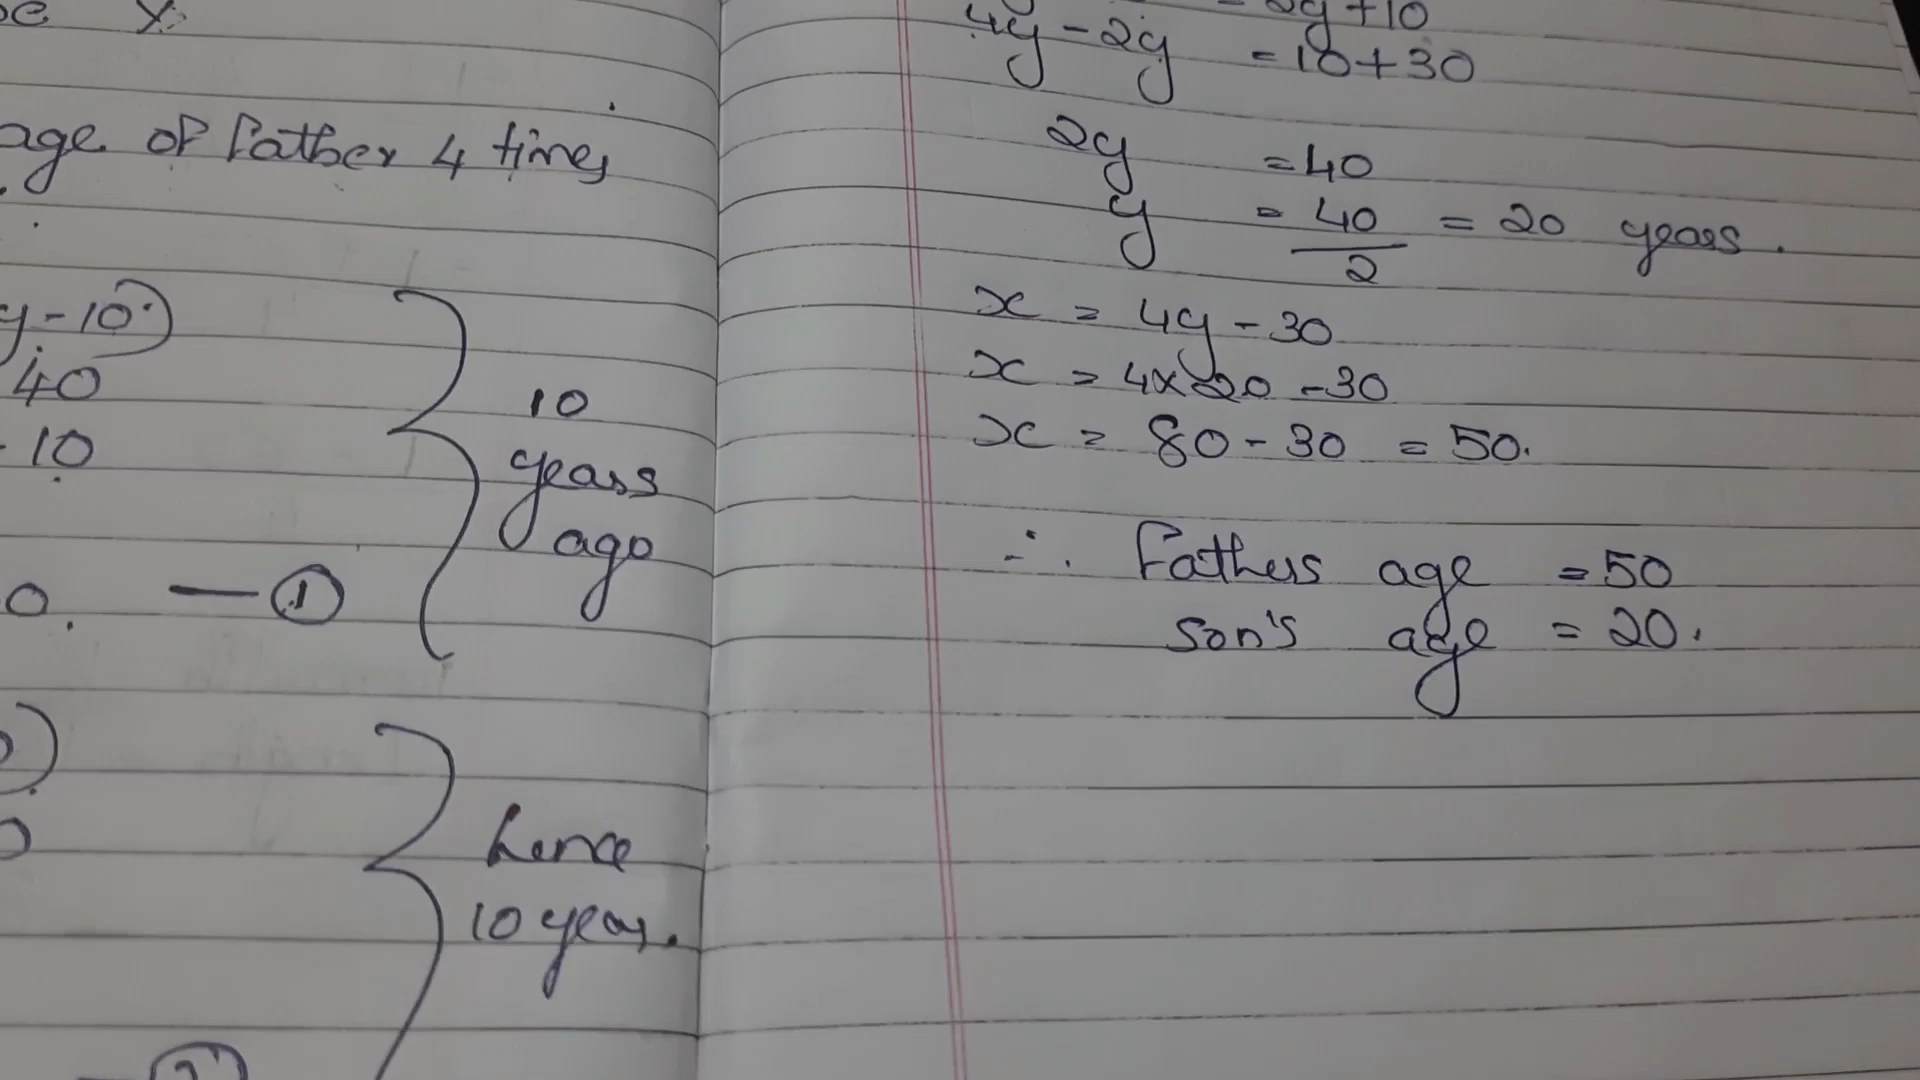 age of father 4 times
y-10)
40
- 10
10
years
ago
0. — ①
hence
10 year.
= 2y+10
4y-2y = 10+30
2y = 40
y = 40/2 = 20 years.
x = 4y-30
x = 4x20-30
x = 80-30 = 50.
∴ Fathers age = 50
son's age = 20.